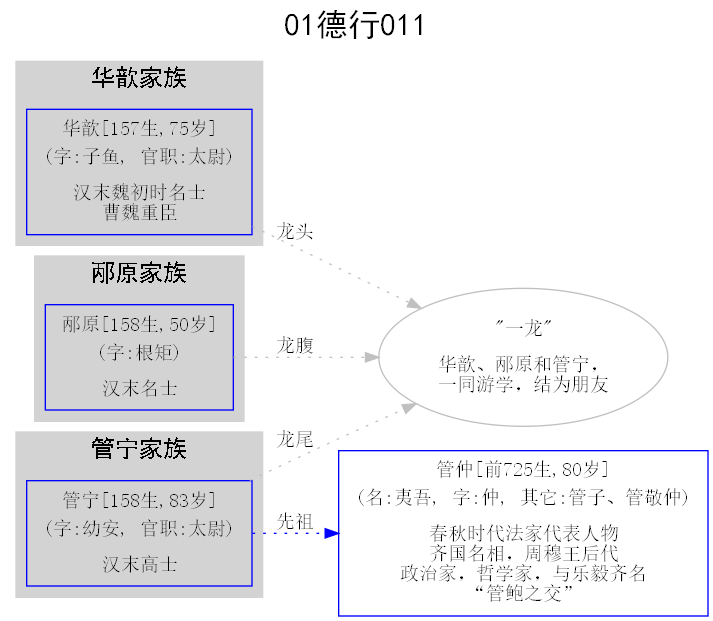 01德行011
华歆家族
华歆[157生,75岁]
(字:子鱼, 官职:太尉)
汉末魏初时名士
曹魏重臣
龙头
邴原家族
邴原[158生,50岁]
(字:根矩)
汉末名士
龙腹
"一龙"
华歆、邴原和管宁,
一同游学,结为朋友
管宁家族
管宁[158生,83岁]
(字:幼安, 官职:太尉)
汉末高士
龙尾
先祖
管仲[前725生,80岁]
(名:夷吾, 字:仲, 其它:管子、管敬仲)
春秋时代法家代表人物
齐国名相,周穆王后代
政治家,哲学家,与乐毅齐名
“管鲍之交”